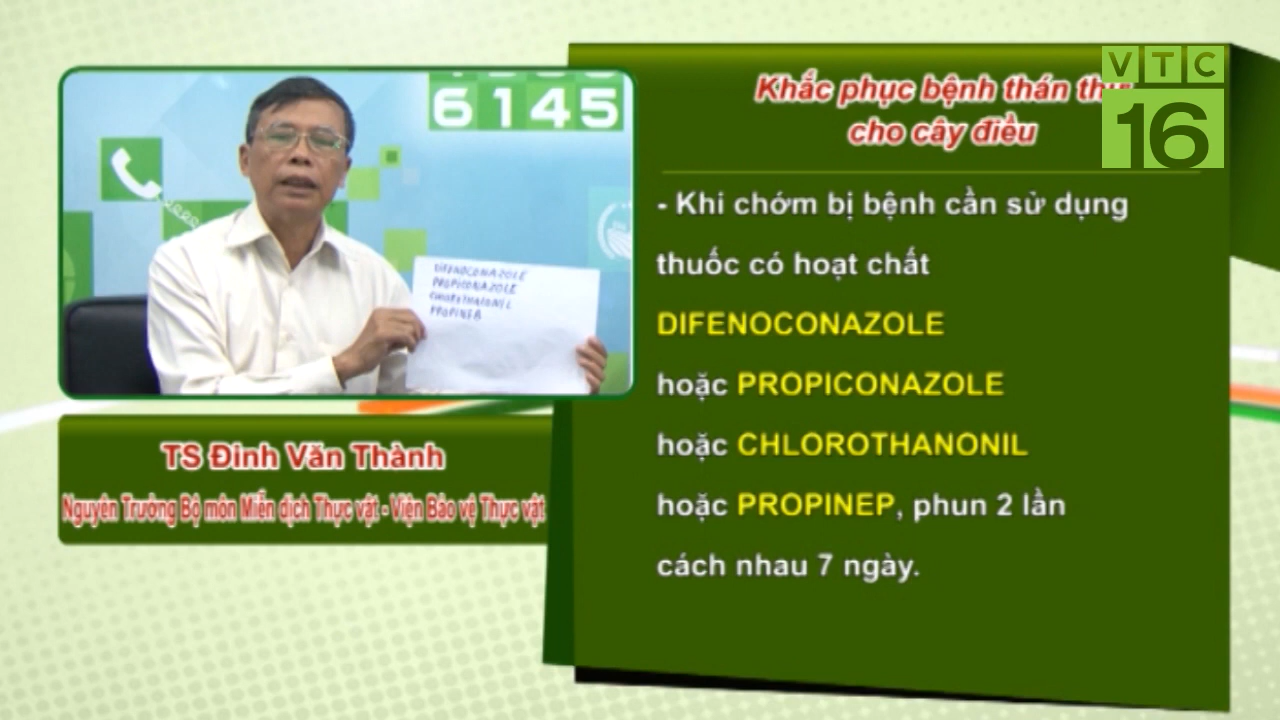 6145
DIFENOCONAZOLE
PROPICONAZOLE
CHLOROTHANONIL
PROPINEB
TS Đinh Văn Thành
Nguyên Trưởng Bộ môn Miễn dịch Thực vật - Viện Bảo vệ Thực vật
VTC
16
Khắc phục bệnh thán
cho cây điều
- Khi chớm bị bệnh cần sử dụng
thuốc có hoạt chất
DIFENOCONAZOLE
hoặc PROPICONAZOLE
hoặc CHLOROTHANONIL
hoặc PROPINEP, phun 2 lần
cách nhau 7 ngày.